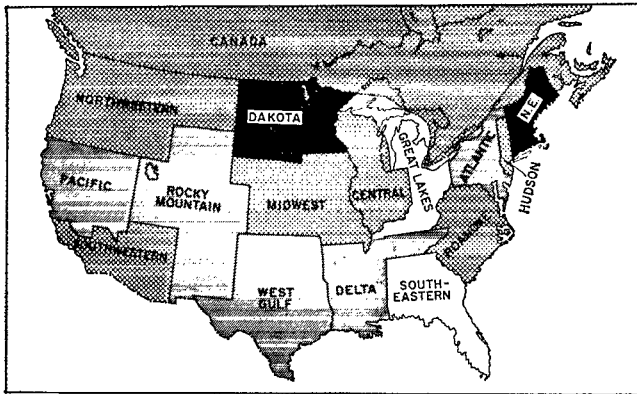 CANADA
NORTHWESTERN
DAKOTA
N.E.
GREAT LAKES
ATLANTIC
HUDSON
PACIFIC
ROCKY
MOUNTAIN
MIDWEST
CENTRAL
ROANOKE
SOUTHWESTERN
WEST
GULF
DELTA
SOUTH-
EASTERN